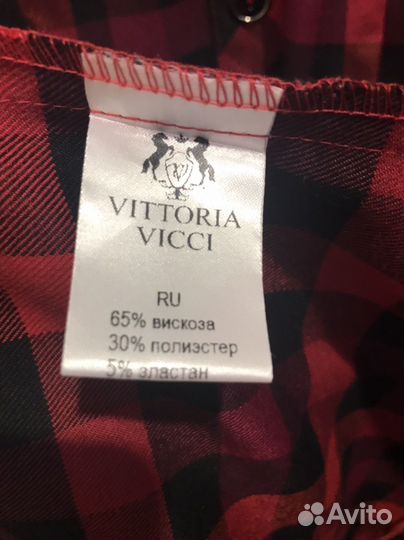 VITTORIA
VICCI
RU
65% вискоза
30% полиэстер
5% эластан
Avito